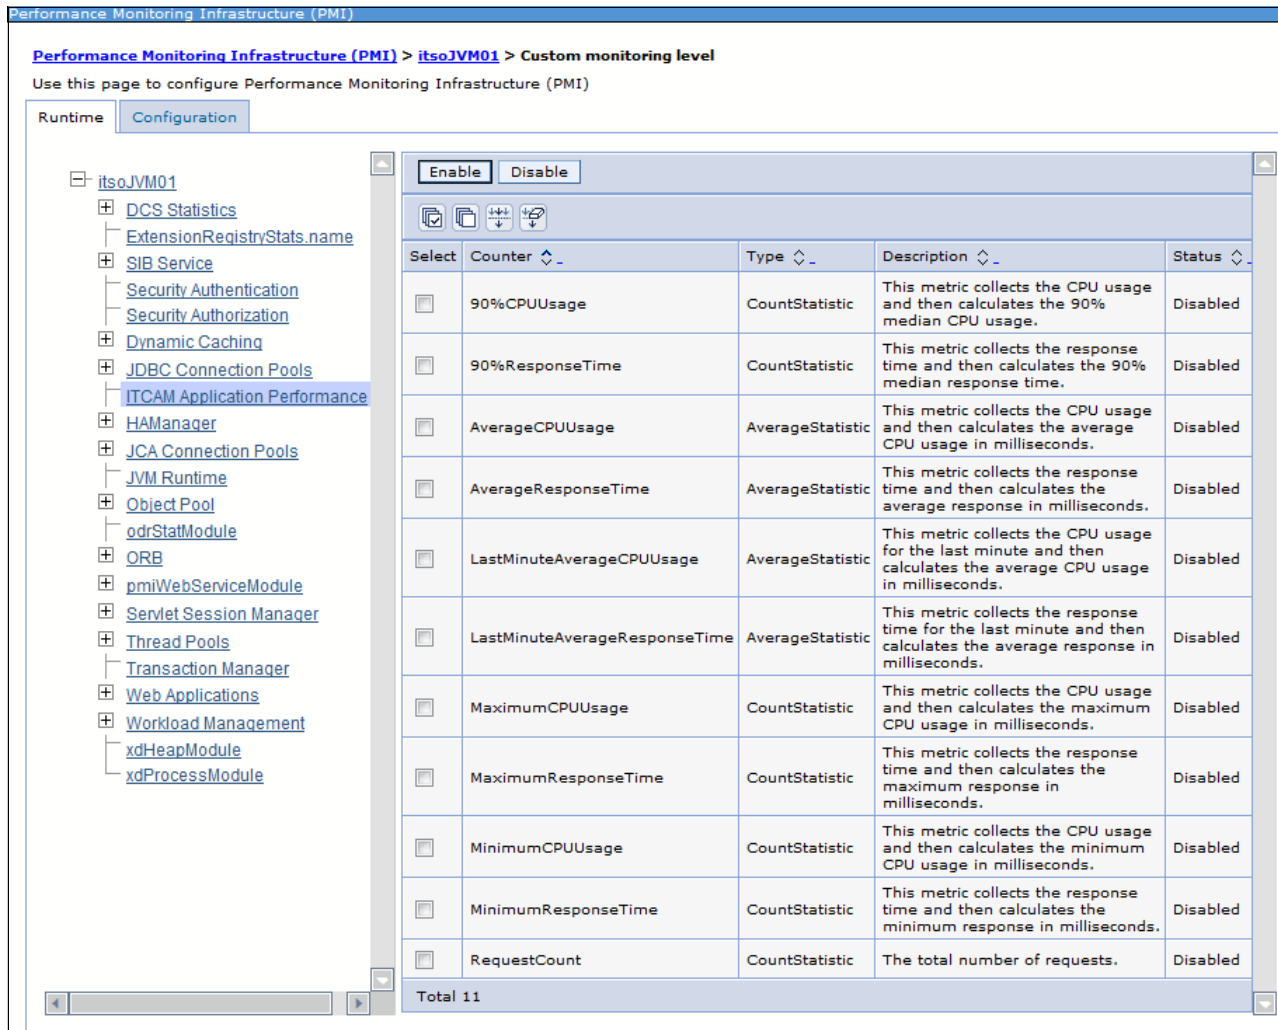 Performance Monitoring Infrastructure (PMI)
Performance Monitoring Infrastructure (PMI) > itsoJVM01 > Custom monitoring level
Use this page to configure Performance Monitoring Infrastructure (PMI)
Runtime Configuration
itsoJVM01
DCS Statistics
ExtensionRegistryStats.name
SIB Service
Security Authentication
Security Authorization
Dynamic Caching
JDBC Connection Pools
ITCAM Application Performance
HAManager
JCA Connection Pools
JVM Runtime
Object Pool
odrStatModule
ORB
pmiWebServiceModule
Servlet Session Manager
Thread Pools
Transaction Manager
Web Applications
Workload Management
xdHeapModule
xdProcessModule
Enable Disable
Select Counter Type Description Status
90%CPUUsage CountStatistic This metric collects the CPU usage
and then calculates the 90%
median CPU usage. Disabled
90%ResponseTime CountStatistic This metric collects the response
time and then calculates the 90%
median response time. Disabled
AverageCPUUsage AverageStatistic This metric collects the CPU usage
and then calculates the average
CPU usage in milliseconds. Disabled
AverageResponseTime AverageStatistic This metric collects the response
time and then calculates the
average response in milliseconds. Disabled
LastMinuteAverageCPUUsage AverageStatistic This metric collects the CPU usage
for the last minute and then
calculates the average CPU usage
in milliseconds. Disabled
LastMinuteAverageResponseTime AverageStatistic This metric collects the response
time for the last minute and then
calculates the average response in
milliseconds. Disabled
MaximumCPUUsage CountStatistic This metric collects the CPU usage
and then calculates the maximum
CPU usage in milliseconds. Disabled
MaximumResponseTime CountStatistic This metric collects the response
time and then calculates the
maximum response in
milliseconds. Disabled
MinimumCPUUsage CountStatistic This metric collects the CPU usage
and then calculates the minimum
CPU usage in milliseconds. Disabled
MinimumResponseTime CountStatistic This metric collects the response
time and then calculates the
minimum response in milliseconds. Disabled
RequestCount CountStatistic The total number of requests. Disabled
Total 11